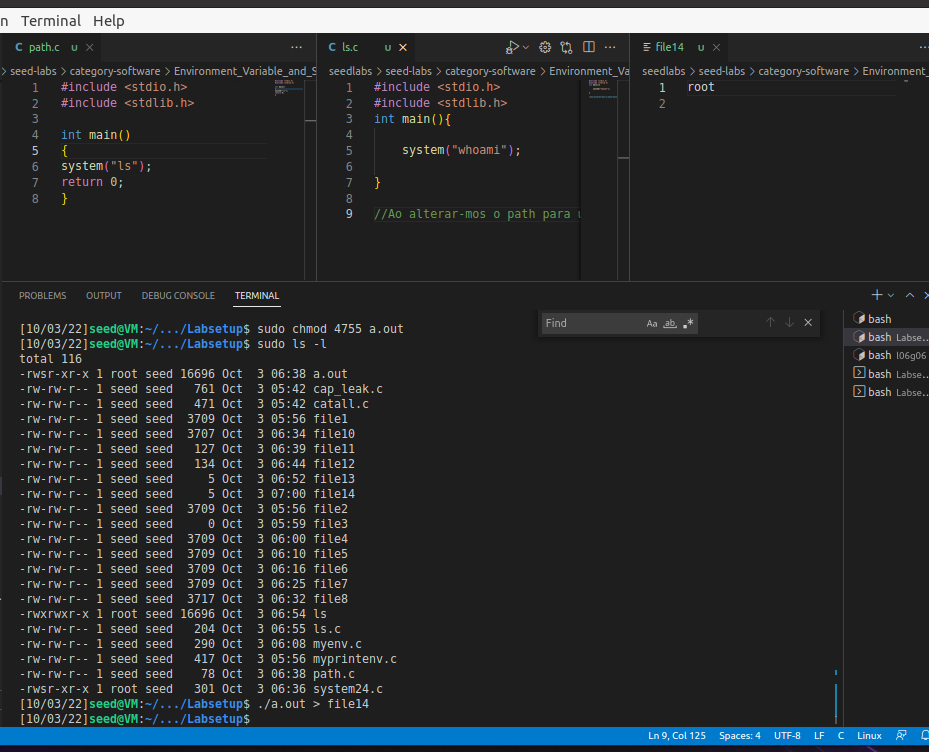 n Terminal Help
C path.c U
> seed-labs > category-software > Environment_Variable_and_S
1 #include <stdio.h>
2 #include <stdlib.h>
3
4 int main()
5 {
6 system("ls");
7 return 0;
8 }
C ls.c U
seedlabs > seed-labs > category-software > Environment_Va
1 #include <stdio.h>
2 #include <stdlib.h>
3 int main(){
4
5 system("whoami");
6
7 }
8
9 //Ao alterar-mos o path para u
file14 U
seedlabs > seed-labs > category-software > Environment_
1 root
2
PROBLEMS OUTPUT DEBUG CONSOLE TERMINAL
Find Aa ab .*
[10/03/22]seed@VM:~/.../Labsetup$ sudo chmod 4755 a.out
[10/03/22]seed@VM:~/.../Labsetup$ sudo ls -l
total 116
-rwsr-xr-x 1 root seed 16696 Oct  3 06:38 a.out
-rw-rw-r-- 1 seed seed   761 Oct  3 05:42 cap_leak.c
-rw-rw-r-- 1 seed seed   471 Oct  3 05:42 catall.c
-rw-rw-r-- 1 seed seed  3709 Oct  3 05:56 file1
-rw-rw-r-- 1 seed seed  3707 Oct  3 06:34 file10
-rw-rw-r-- 1 seed seed   127 Oct  3 06:39 file11
-rw-rw-r-- 1 seed seed   134 Oct  3 06:44 file12
-rw-rw-r-- 1 seed seed     5 Oct  3 06:52 file13
-rw-rw-r-- 1 seed seed     5 Oct  3 07:00 file14
-rw-rw-r-- 1 seed seed  3709 Oct  3 05:56 file2
-rw-rw-r-- 1 seed seed     0 Oct  3 05:59 file3
-rw-rw-r-- 1 seed seed  3709 Oct  3 06:00 file4
-rw-rw-r-- 1 seed seed  3709 Oct  3 06:10 file5
-rw-rw-r-- 1 seed seed  3709 Oct  3 06:16 file6
-rw-rw-r-- 1 seed seed  3709 Oct  3 06:25 file7
-rw-rw-r-- 1 seed seed  3717 Oct  3 06:32 file8
-rwxrwxr-x 1 root seed 16696 Oct  3 06:54 ls
-rw-rw-r-- 1 seed seed   204 Oct  3 06:55 ls.c
-rw-rw-r-- 1 seed seed   290 Oct  3 06:08 myenv.c
-rw-rw-r-- 1 seed seed   417 Oct  3 05:56 myprintenv.c
-rw-rw-r-- 1 seed seed    78 Oct  3 06:38 path.c
-rwsr-xr-x 1 root seed   301 Oct  3 06:36 system24.c
[10/03/22]seed@VM:~/.../Labsetup$ ./a.out > file14
[10/03/22]seed@VM:~/.../Labsetup$
bash
bash Labse...
bash l06g06
bash Labse...
bash Labse...
Ln 9, Col 125 Spaces: 4 UTF-8 LF C Linux